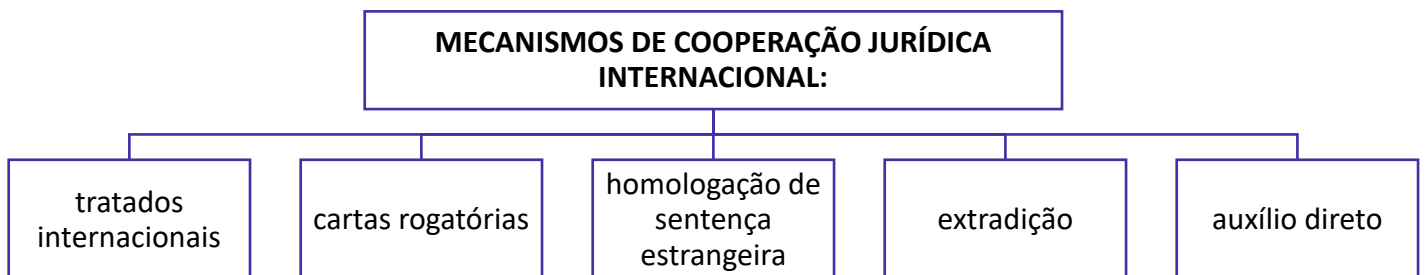 MECANISMOS DE COOPERAÇÃO JURÍDICA
INTERNACIONAL:
tratados
internacionais
cartas rogatórias
homologação de
sentença
estrangeira
extradição
auxílio direto